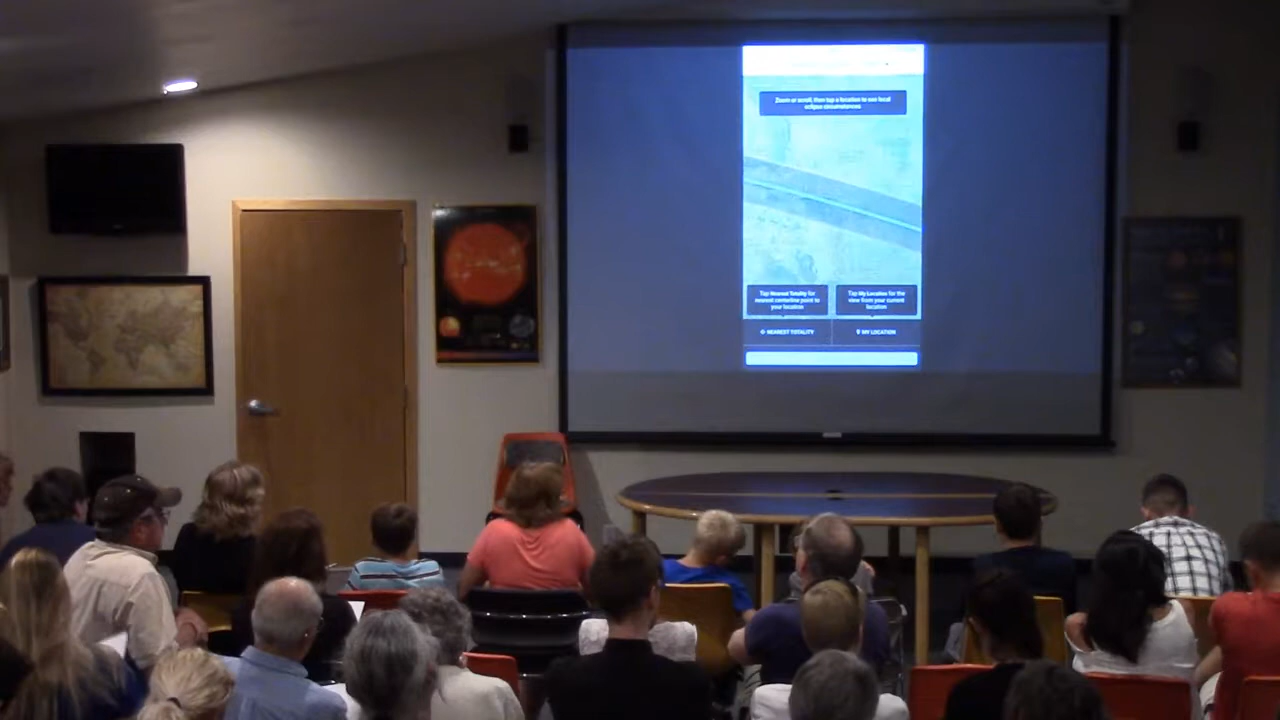 Zoom or scroll, then tap a location to see local
eclipse circumstances
Tap Nearest Totality for
nearest centerline point to
your location
Tap My Location for the
view from your current
location
NEAREST TOTALITY
MY LOCATION